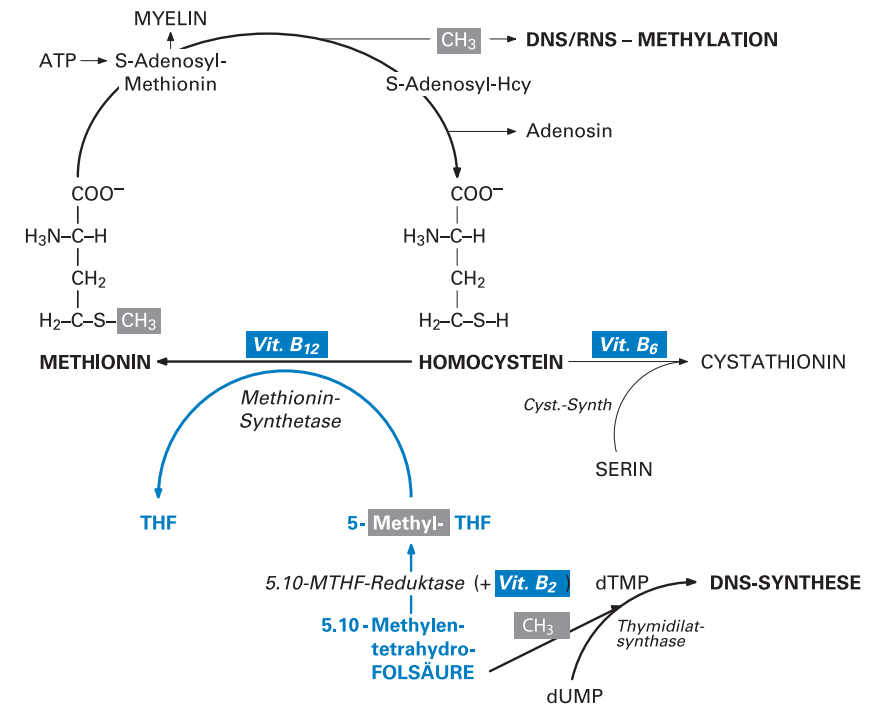 MYELIN
CH₃ DNS/RNS – METHYLATION
ATP S-Adenosyl-
Methionin
S-Adenosyl-Hcy
Adenosin
COO⁻
H₃N–C–H
CH₂
H₂–C–S–CH₃
COO⁻
H₃N–C–H
CH₂
H₂–C–S–H
METHIONIN
Vit. B₁₂
HOMOCYSTEIN
Vit. B₆
CYSTATHIONIN
Methionin-
Synthetase
Cyst.-Synth
SERIN
THF
5- Methyl- THF
5.10-MTHF-Reduktase (+ Vit. B₂ )
dTMP
DNS-SYNTHESE
5.10 - Methylen-
tetrahydro-
FOLSÄURE
CH₃
Thymidilat-
synthase
dUMP